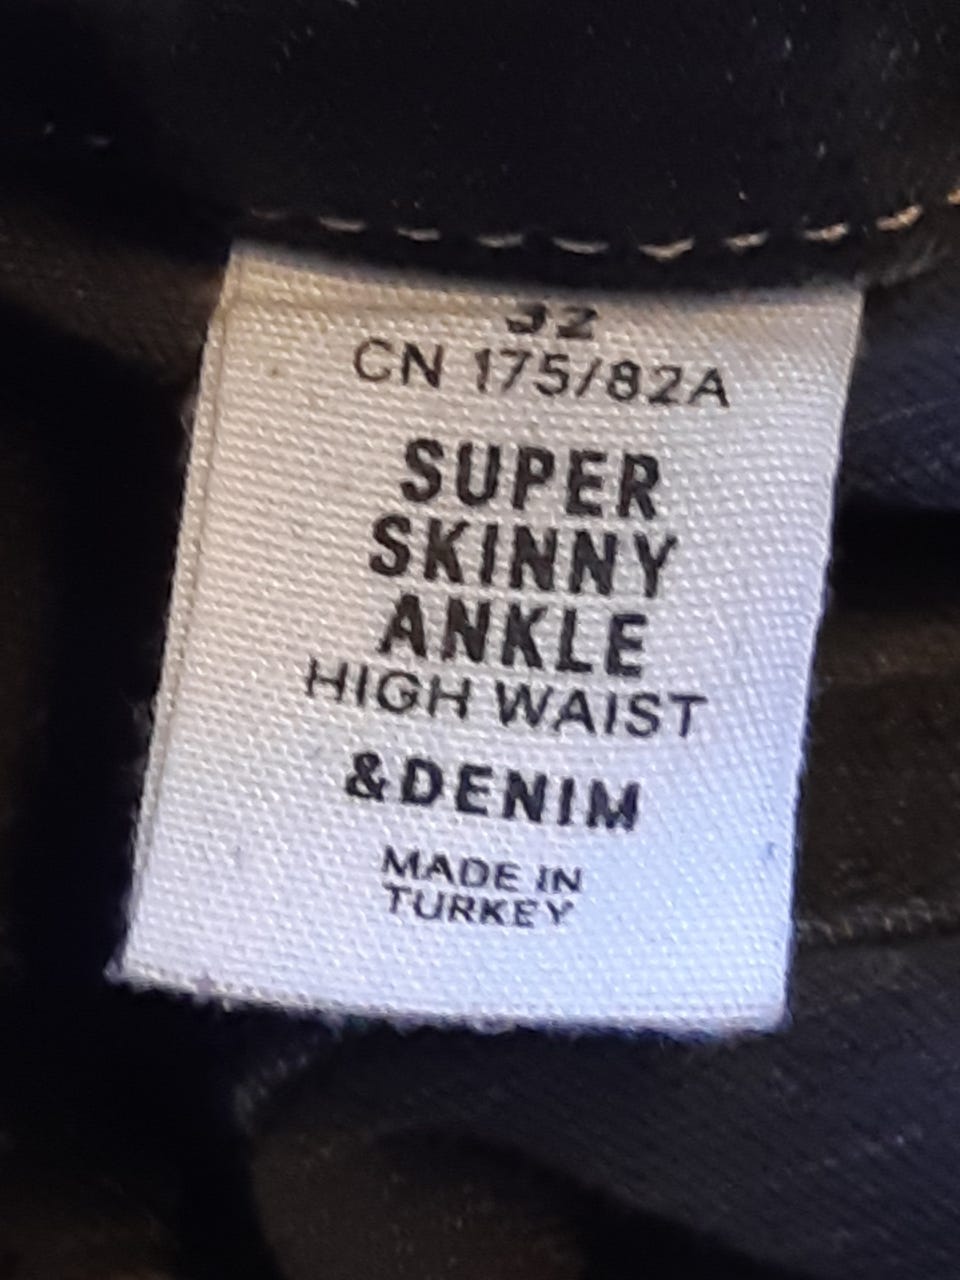 32
CN 175/82A
SUPER
SKINNY
ANKLE
HIGH WAIST
&DENIM
MADE IN
TURKEY